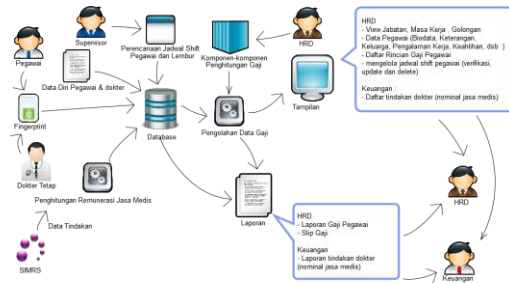 Pegawai
Supervisor
Perencanaan Jadwal Shift
Pegawai dan Lembur
Komponen-komponen
Penghitungan Gaji
HRD
Tampilan
HRD
- View Jabatan, Masa Kerja , Golongan
- Data Pegawai (Biodata, Keterangan,
Keluarga, Pengalaman Kerja, Keahlihan, dsb )
- Daftar Rincian Gaji Pegawai
- mengelola jadwal shift pegawai (verifikasi,
update dan delete)
Keuangan :
- Daftar tindakan dokter (nominal jasa medis)
Data Diri Pegawai & dokter
Fingerprint
Database
Pengolahan Data Gaji
Dokter Tetap
Penghitungan Remunerasi Jasa Medis
Data Tindakan
SIMRS
Laporan
HRD
- Laporan Gaji Pegawai
- Slip Gaji
Keuangan
- Laporan tindakan dokter
(nominal jasa medis)
HRD
Keuangan